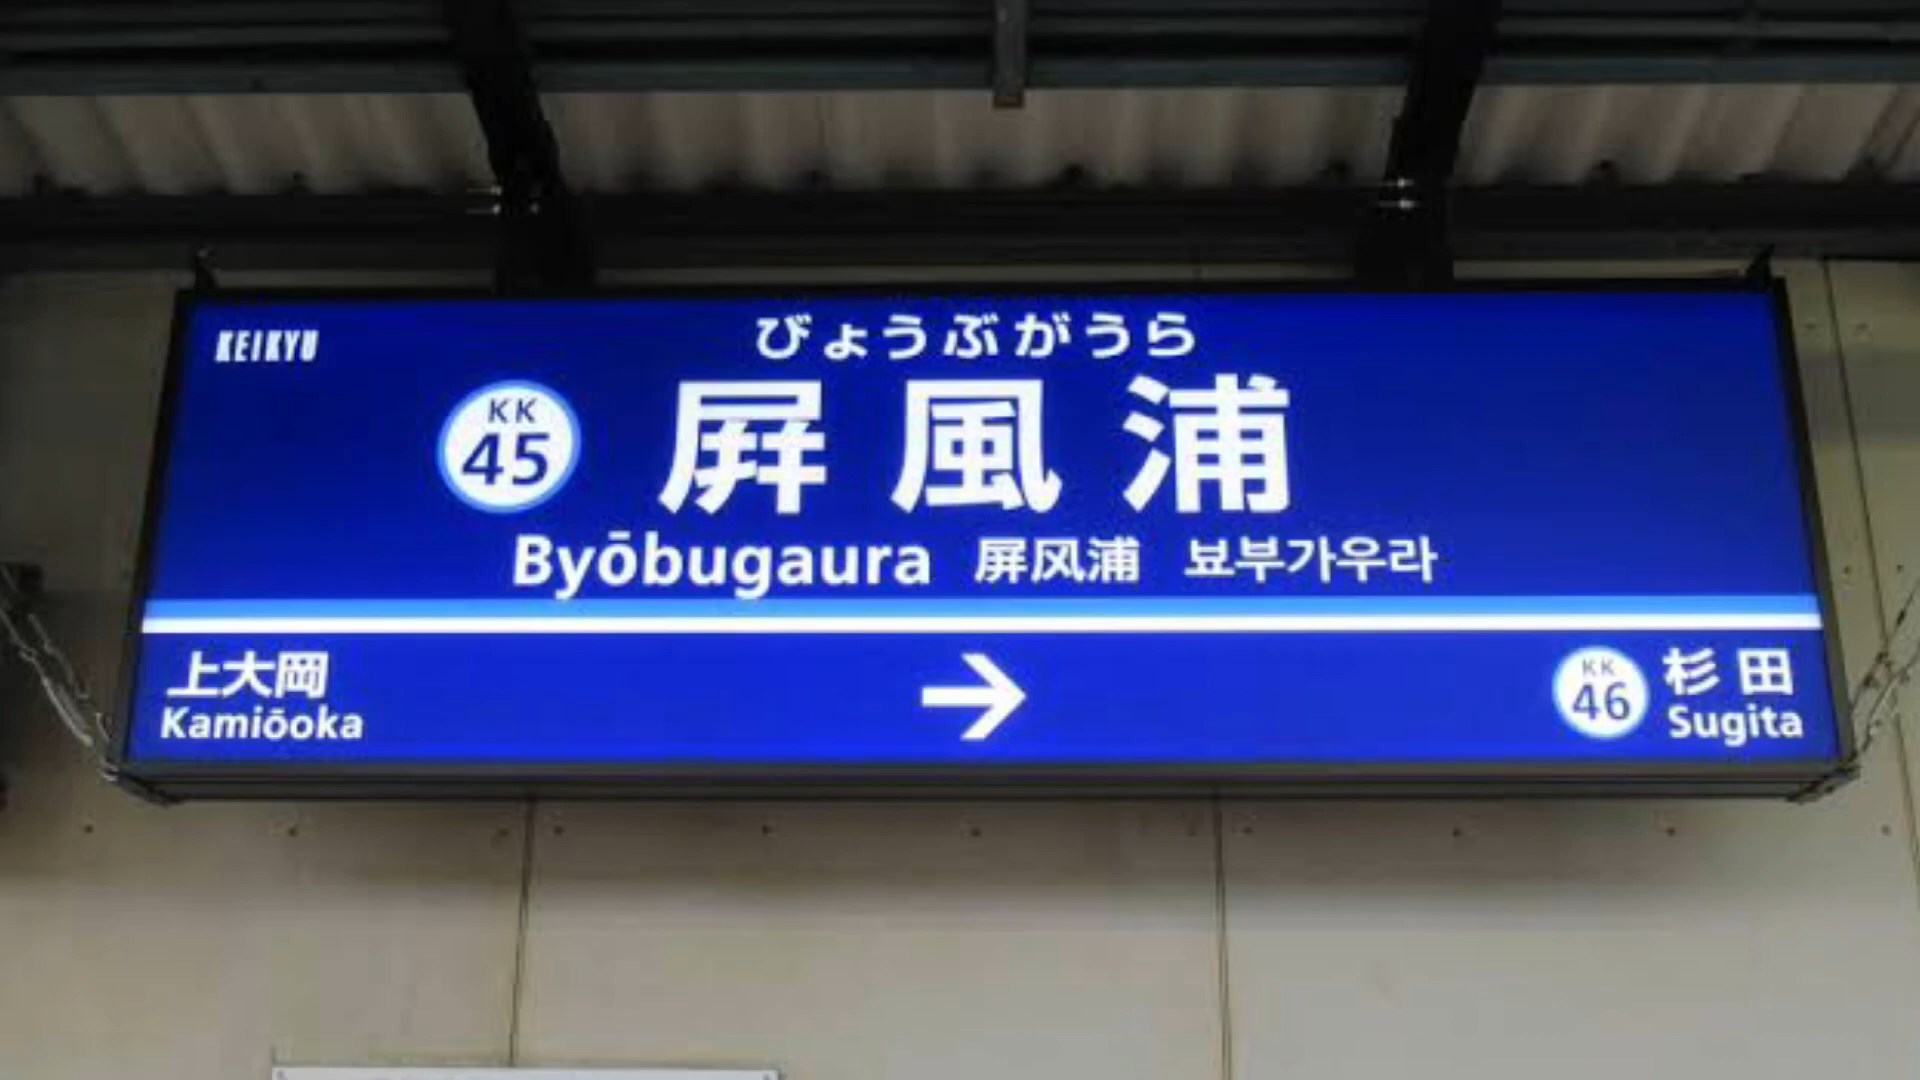 KEIKYU
びょうぶがうら
KK
45
屛風浦
Byōbugaura 屏风浦 뵤부가우라
上大岡
Kamiōoka
→
KK
46
杉田
Sugita